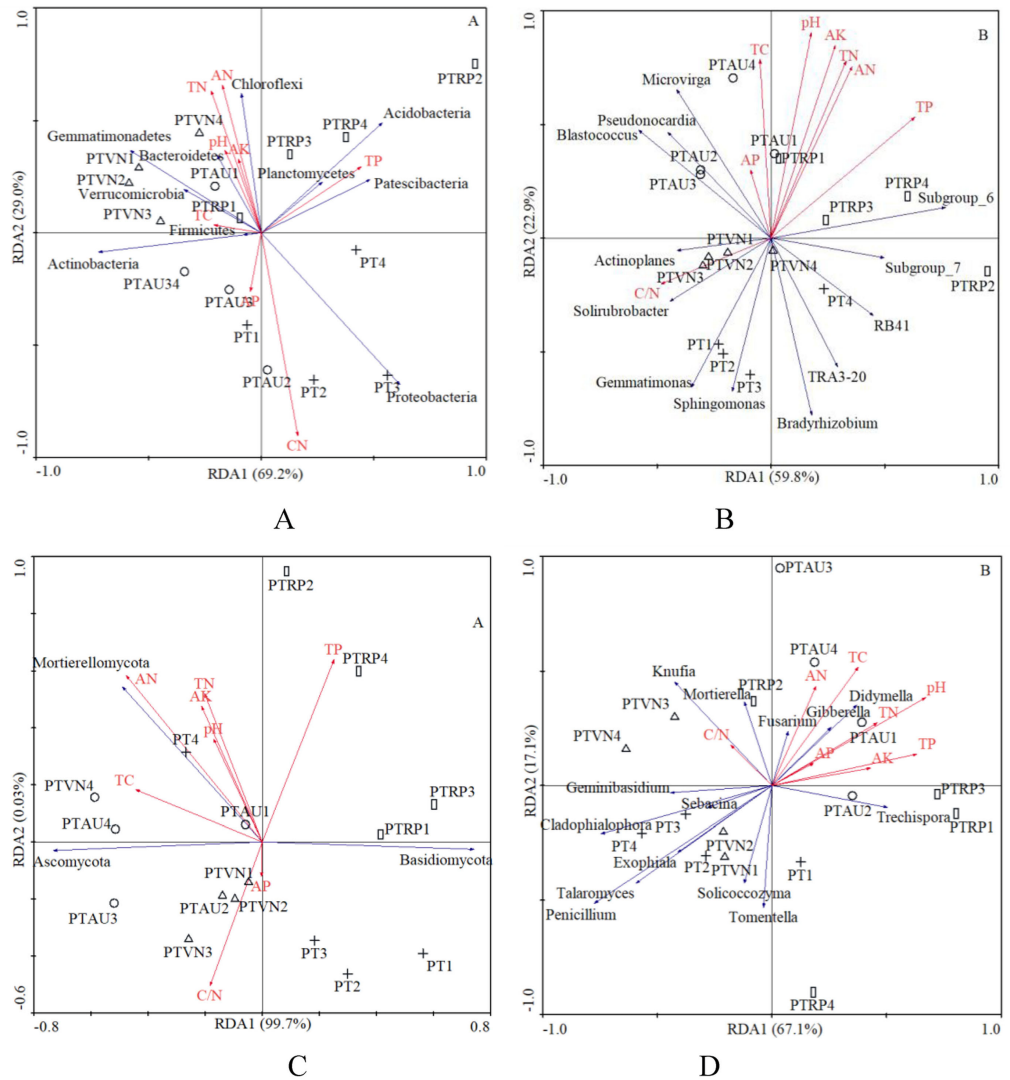 1.0
A
PTRP2
AN
TN
Chloroflexi
Acidobacteria
PTVN4
PTRP3
PTRP4
Gemmatimonadetes
pH
AK
PTVN1
Bacteroidetes
TP
PTVN2
PTAU1
Planctomycetes
Patescibacteria
Verrucomicrobia
PTVN3
TC
PTRP1
Firmicutes
Actinobacteria
PT4
PTAU34
AP
PTAU3
PT1
PTAU2
PT2
PT3
Proteobacteria
CN
RDA2 (29.0%)
-1.0
-1.0
RDA1 (69.2%)
1.0
A
1.0
B
pH
TC
AK
PTAU4
TN
AN
Microvirga
TP
Pseudonocardia
Blastococcus
PTAU1
PTAU2
AP
PTRP1
PTAU3
PTRP4
Subgroup_6
PTRP3
PTVN1
Actinoplanes
PTVN2
PTVN4
Subgroup_7
PTVN3
PTRP2
C/N
PT4
Solirubrobacter
RB41
PT1
PT2
TRA3-20
Gemmatimonas
PT3
Sphingomonas
Bradyrhizobium
RDA2 (22.9%)
-1.0
-1.0
RDA1 (59.8%)
1.0
B
1.0
A
PTRP2
TP
PTRP4
Mortierellomycota
AN
TN
AK
pH
PT4
TC
PTVN4
PTAU1
PTRP3
PTAU4
PTRP1
Ascomycota
Basidiomycota
PTVN1
AP
PTAU2
PTVN2
PTAU3
PTVN3
PT3
PT1
PT2
C/N
RDA2 (0.03%)
-0.6
-0.8
RDA1 (99.7%)
0.8
C
1.0
B
PTAU3
PTAU4
TC
Knufia
AN
pH
Mortierella
PTRP2
Didymella
Gibberella
PTVN3
Fusarium
TN
C/N
PTAU1
PTVN4
AP
TP
AK
Geminibasidium
PTAU2
PTRP3
Sebacina
Trechispora
Cladophialophora
PT3
PTRP1
PT4
PTVN2
Exophiala
PT2
PTVN1
PT1
Talaromyces
Solicoccozyma
Penicillium
Tomentella
PTRP4
RDA2 (17.1%)
-1.0
-1.0
RDA1 (67.1%)
1.0
D